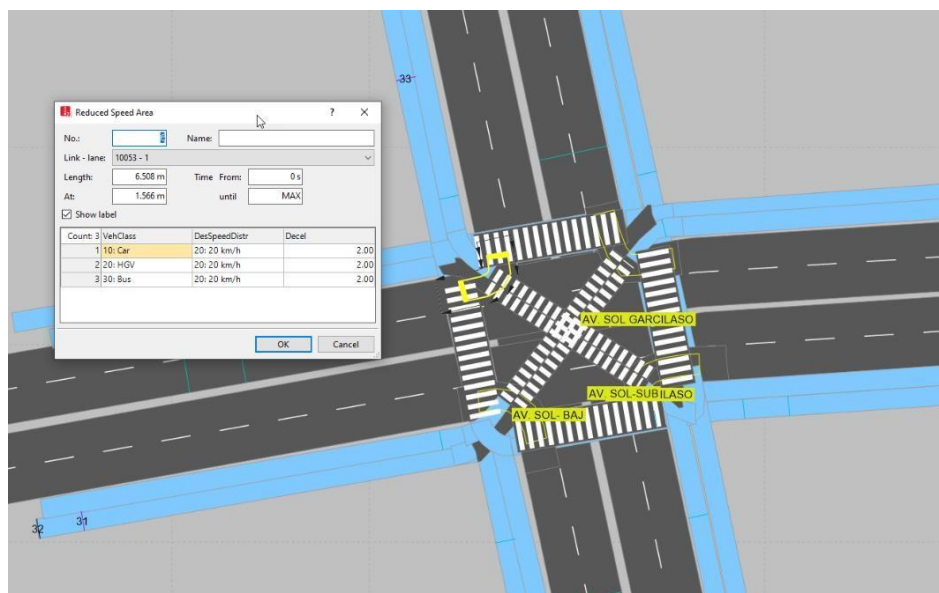 33
Reduced Speed Area
? X
No.: Name:
Link - lane: 10053 - 1
Length: 6.508 m Time From: 0 s
At: 1.566 m until MAX
Show label
Count: 3 VehClass DesSpeedDistr Decel
1 10: Car 20: 20 km/h 2.00
2 20: HGV 20: 20 km/h 2.00
3 30: Bus 20: 20 km/h 2.00
OK Cancel
AV. SOL GARCILASO
AV. SOL-SUB ILASO
AV. SOL- BAJ
32 31